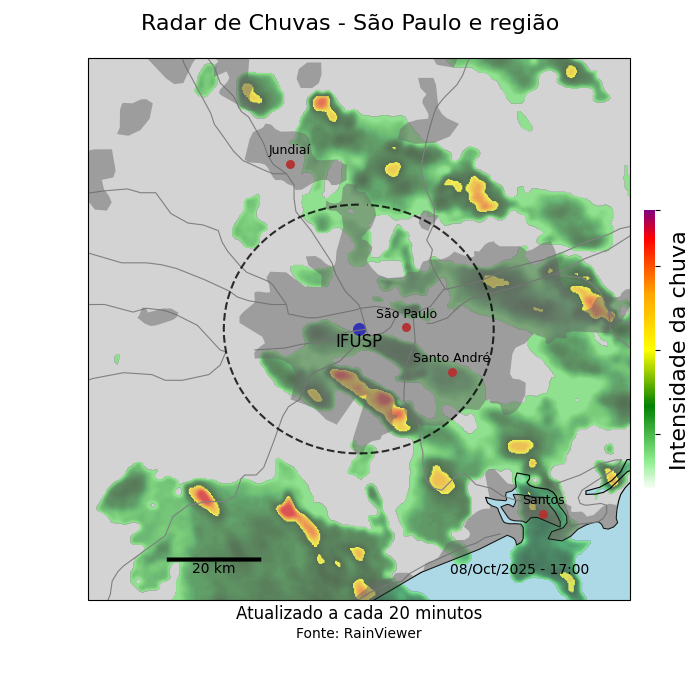 Radar de Chuvas - São Paulo e região
Jundiaí
São Paulo
IFUSP
Santo André
Intensidade da chuva
Santos
20 km
08/Oct/2025 - 17:00
Atualizado a cada 20 minutos
Fonte: RainViewer